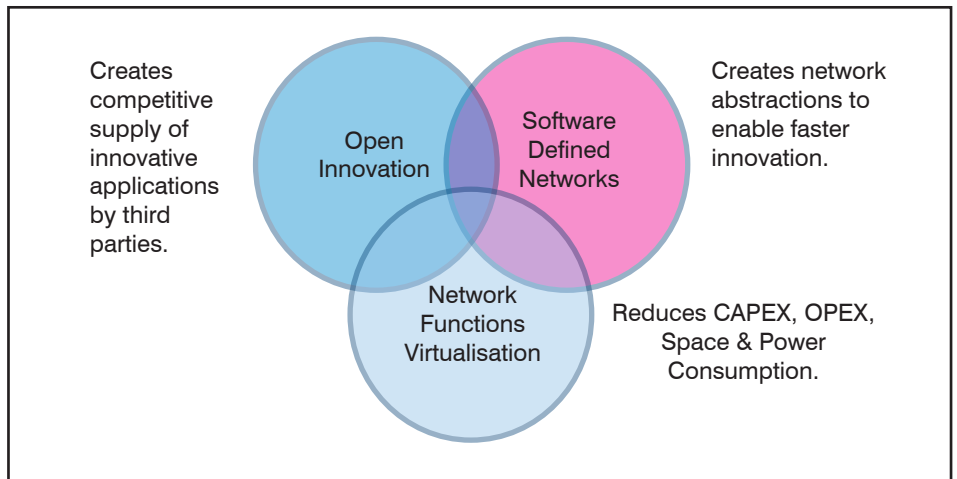 Creates
competitive
supply of
innovative
applications
by third
parties.
Open
Innovation
Software
Defined
Networks
Creates network
abstractions to
enable faster
innovation.
Network
Functions
Virtualisation
Reduces CAPEX, OPEX,
Space & Power
Consumption.